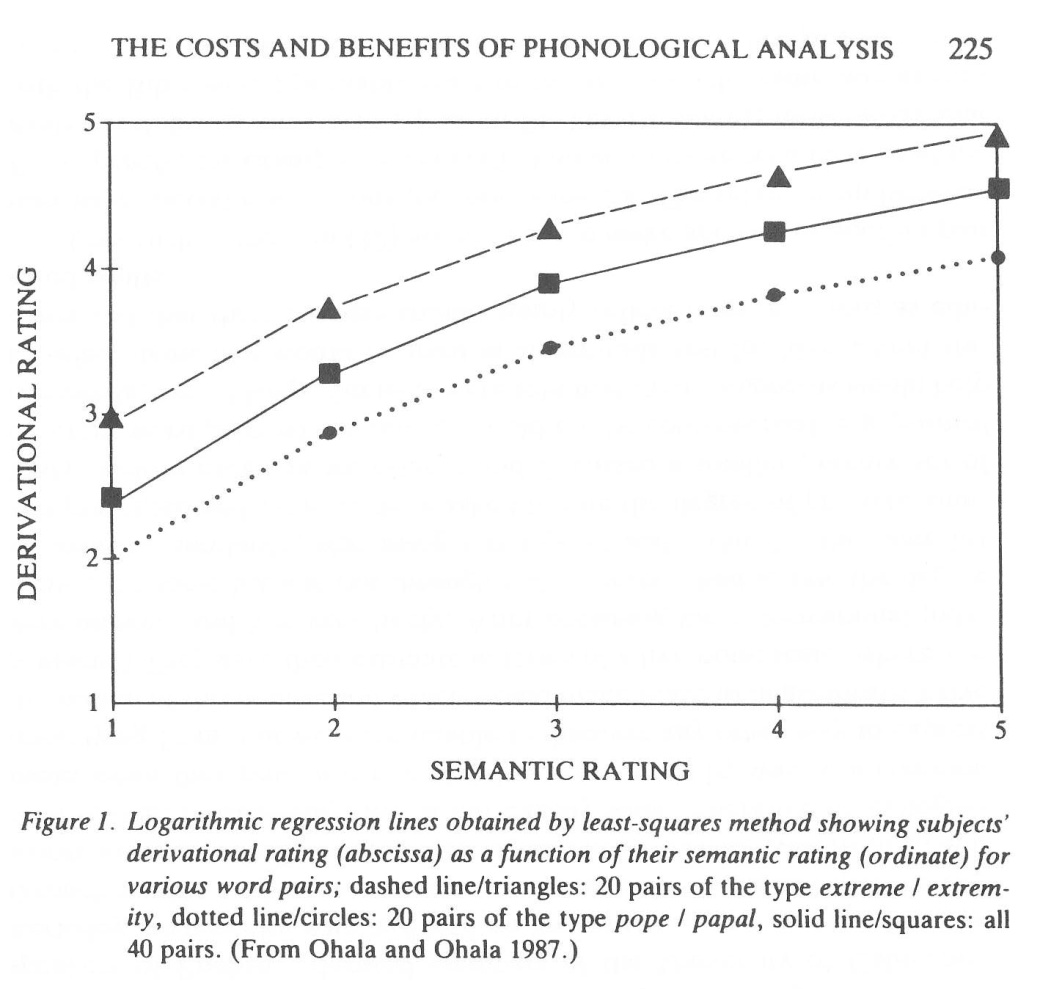 THE COSTS AND BENEFITS OF PHONOLOGICAL ANALYSIS 225
5
4
3
2
1
DERIVATIONAL RATING
1 2 3 4 5
SEMANTIC RATING
Figure 1. Logarithmic regression lines obtained by least-squares method showing subjects'
derivational rating (abscissa) as a function of their semantic rating (ordinate) for
various word pairs; dashed line/triangles: 20 pairs of the type extreme / extrem-
ity, dotted line/circles: 20 pairs of the type pope / papal, solid line/squares: all
40 pairs. (From Ohala and Ohala 1987.)